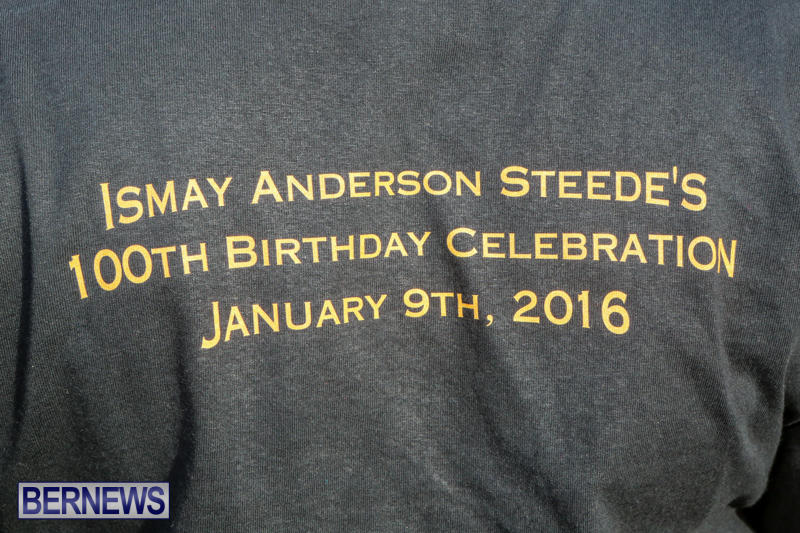 Ismay Anderson Steede's
100th Birthday Celebration
January 9th, 2016
BERNEWS